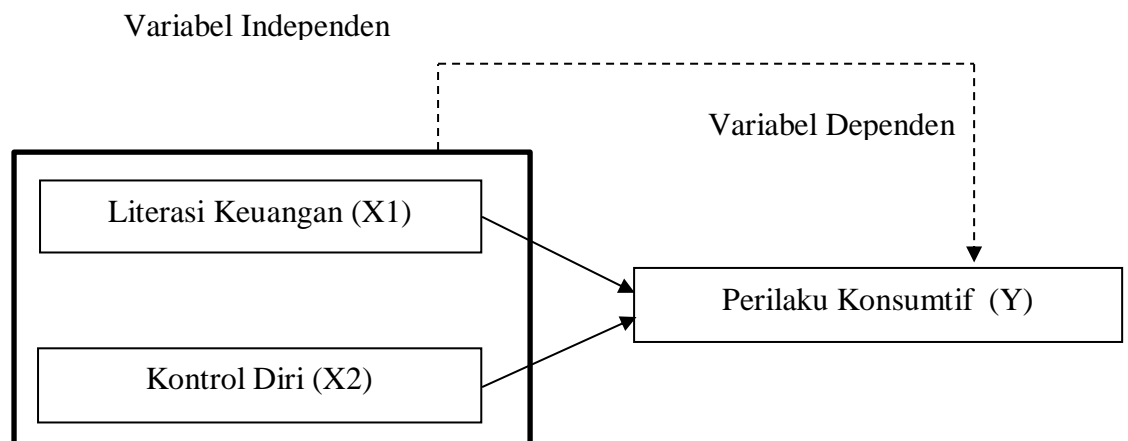 Variabel Independen
Variabel Dependen
Literasi Keuangan (X1)
Perilaku Konsumtif (Y)
Kontrol Diri (X2)